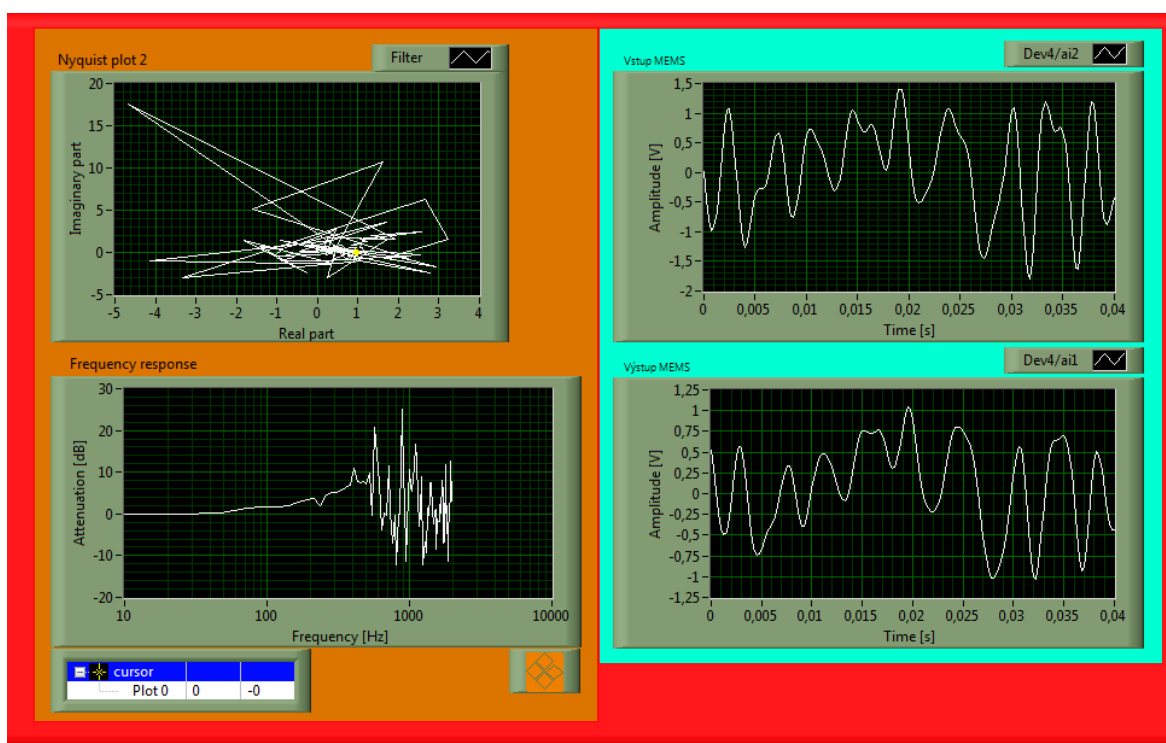 Nyquist plot 2
Filter
20
15
10
5
0
-5
Imaginary part
-5 -4 -3 -2 -1 0 1 2 3 4
Real part
Frequency response
30
20
10
0
-10
-20
Attenuation [dB]
10 100 1000 10000
Frequency [Hz]
cursor
Plot 0 0 -0
Vstup MEMS
Dev4/ai2
1,5
1
0,5
0
-0,5
-1
-1,5
-2
Amplitude [V]
0 0,005 0,01 0,015 0,02 0,025 0,03 0,035 0,04
Time [s]
Výstup MEMS
Dev4/ai1
1,25
1
0,75
0,5
0,25
0
-0,25
-0,5
-0,75
-1
-1,25
Amplitude [V]
0 0,005 0,01 0,015 0,02 0,025 0,03 0,035 0,04
Time [s]